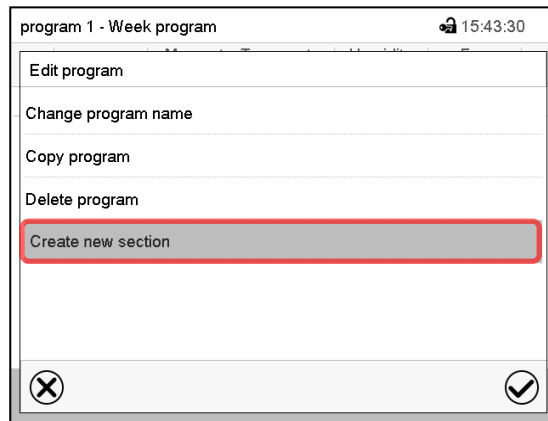 program 1 - Week program 15:43:30
Edit program
Change program name
Copy program
Delete program
Create new section